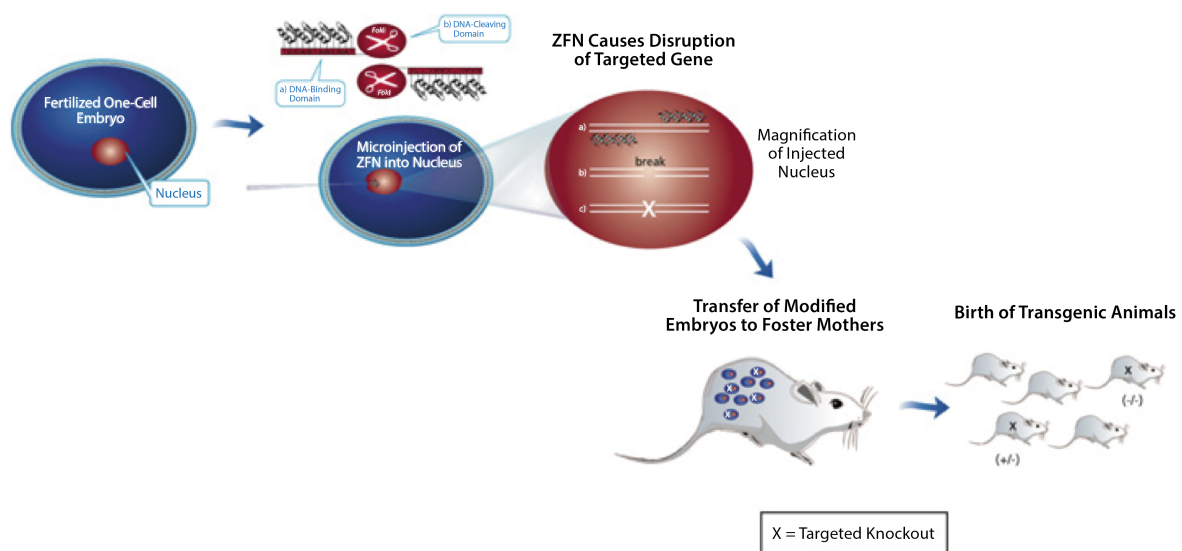 Fertilized One-Cell
Embryo
Nucleus
FokI
b) DNA-Cleaving
Domain
a) DNA-Binding
Domain
FokI
Microinjection of
ZFN into Nucleus
ZFN Causes Disruption
of Targeted Gene
a)
break
b)
c)
X
Magnification
of Injected
Nucleus
Transfer of Modified
Embryos to Foster Mothers
X
X
X
X
Birth of Transgenic Animals
X
(-/-)
X
(+/-)
X = Targeted Knockout